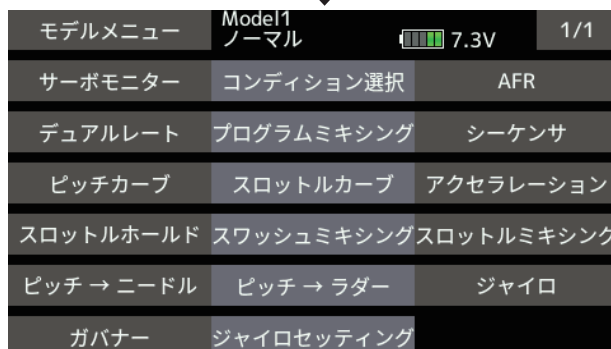 モデルメニュー Model1 ノーマル 7.3V 1/1
サーボモニター コンディション選択 AFR
デュアルレート プログラムミキシング シーケンサ
ピッチカーブ スロットルカーブ アクセラレーション
スロットルホールド スワッシュミキシング スロットルミキシング
ピッチ → ニードル ピッチ → ラダー ジャイロ
ガバナー ジャイロセッティング